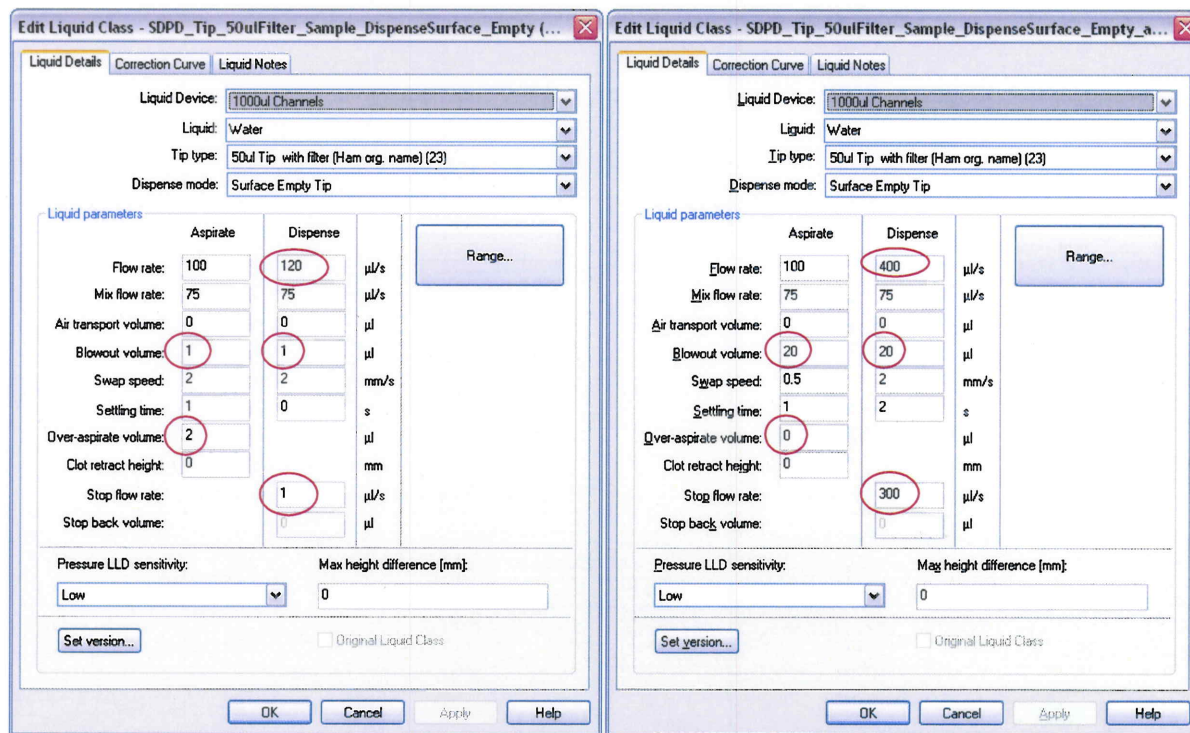 Edit Liquid Class - SDPD_Tip_50ulFilter_Sample_DispenseSurface_Empty (...
Liquid Details Correction Curve Liquid Notes
Liquid Device: 1000ul Channels
Liquid: Water
Tip type: 50ul Tip with filter (Ham org. name) (23)
Dispense mode: Surface Empty Tip
Liquid parameters
Aspirate Dispense
Range...
Flow rate: 100 120 µl/s
Mix flow rate: 75 75 µl/s
Air transport volume: 0 0 µl
Blowout volume: 1 1 µl
Swap speed: 2 2 mm/s
Settling time: 1 0 s
Over-aspirate volume: 2 µl
Clot retract height: 0 mm
Stop flow rate: 1 µl/s
Stop back volume: 0 µl
Pressure LLD sensitivity: Max height difference [mm]:
Low 0
Set version... Original Liquid Class
OK Cancel Apply Help
Edit Liquid Class - SDPD_Tip_50ulFilter_Sample_DispenseSurface_Empty_a...
Liquid Details Correction Curve Liquid Notes
Liquid Device: 1000ul Channels
Liquid: Water
Tip type: 50ul Tip with filter (Ham org. name) (23)
Dispense mode: Surface Empty Tip
Liquid parameters
Aspirate Dispense
Range...
Flow rate: 100 400 µl/s
Mix flow rate: 75 75 µl/s
Air transport volume: 0 0 µl
Blowout volume: 20 20 µl
Swap speed: 0.5 2 mm/s
Settling time: 1 2 s
Over-aspirate volume: 0 µl
Clot retract height: 0 mm
Stop flow rate: 300 µl/s
Stop back volume: 0 µl
Pressure LLD sensitivity: Max height difference [mm]:
Low 0
Set version... Original Liquid Class
OK Cancel Apply Help